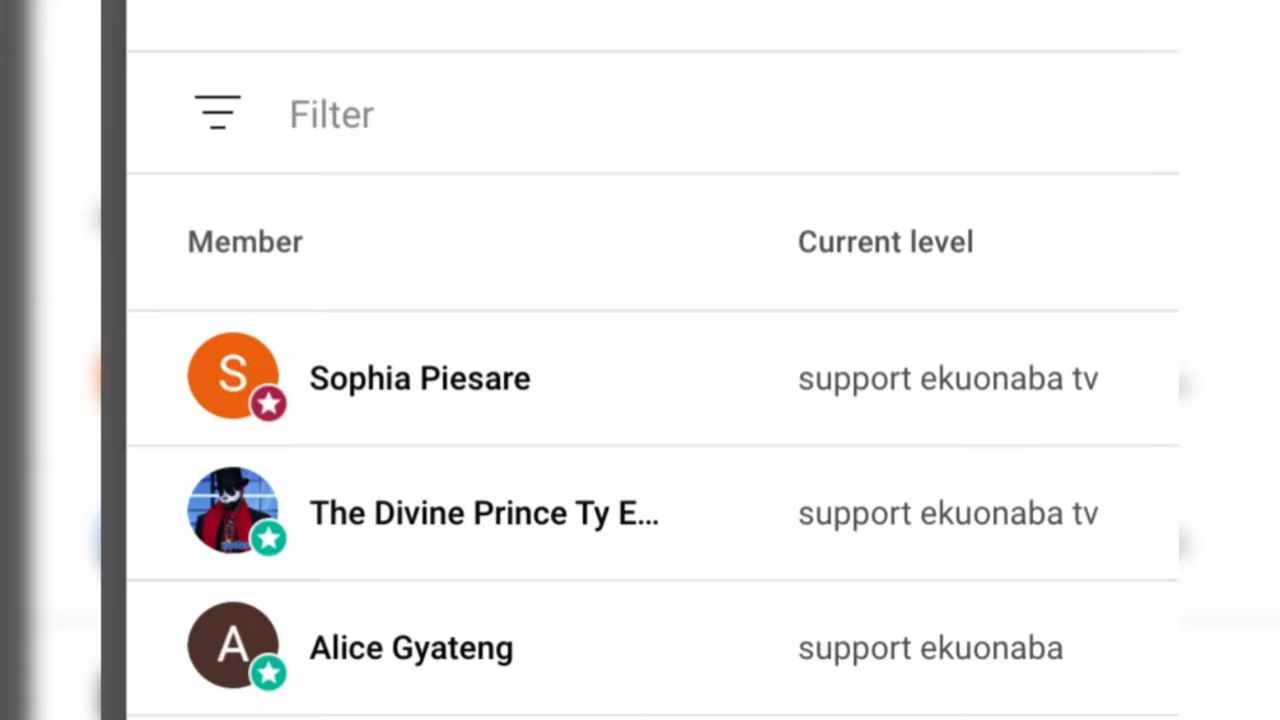 Filter
Member Current level
S Sophia Piesare support ekuonaba tv
The Divine Prince Ty E... support ekuonaba tv
A Alice Gyateng support ekuonaba